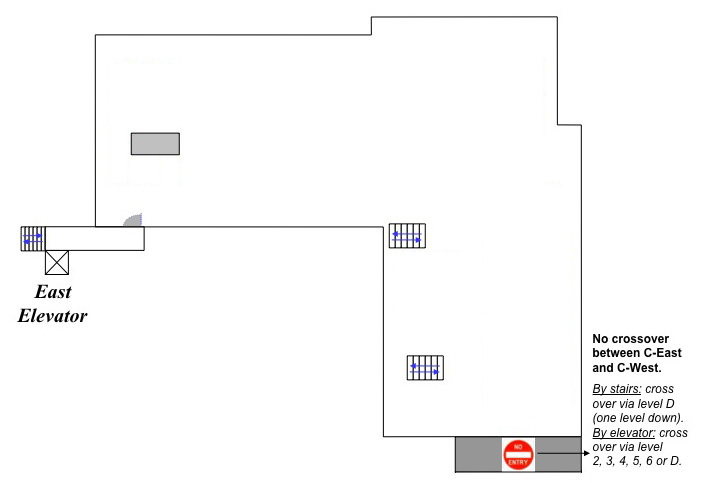 East
Elevator
No crossover
between C-East
and C-West.
By stairs: cross
over via level D
(one level down).
By elevator: cross
over via level
2, 3, 4, 5, 6 or D.
NO
ENTRY